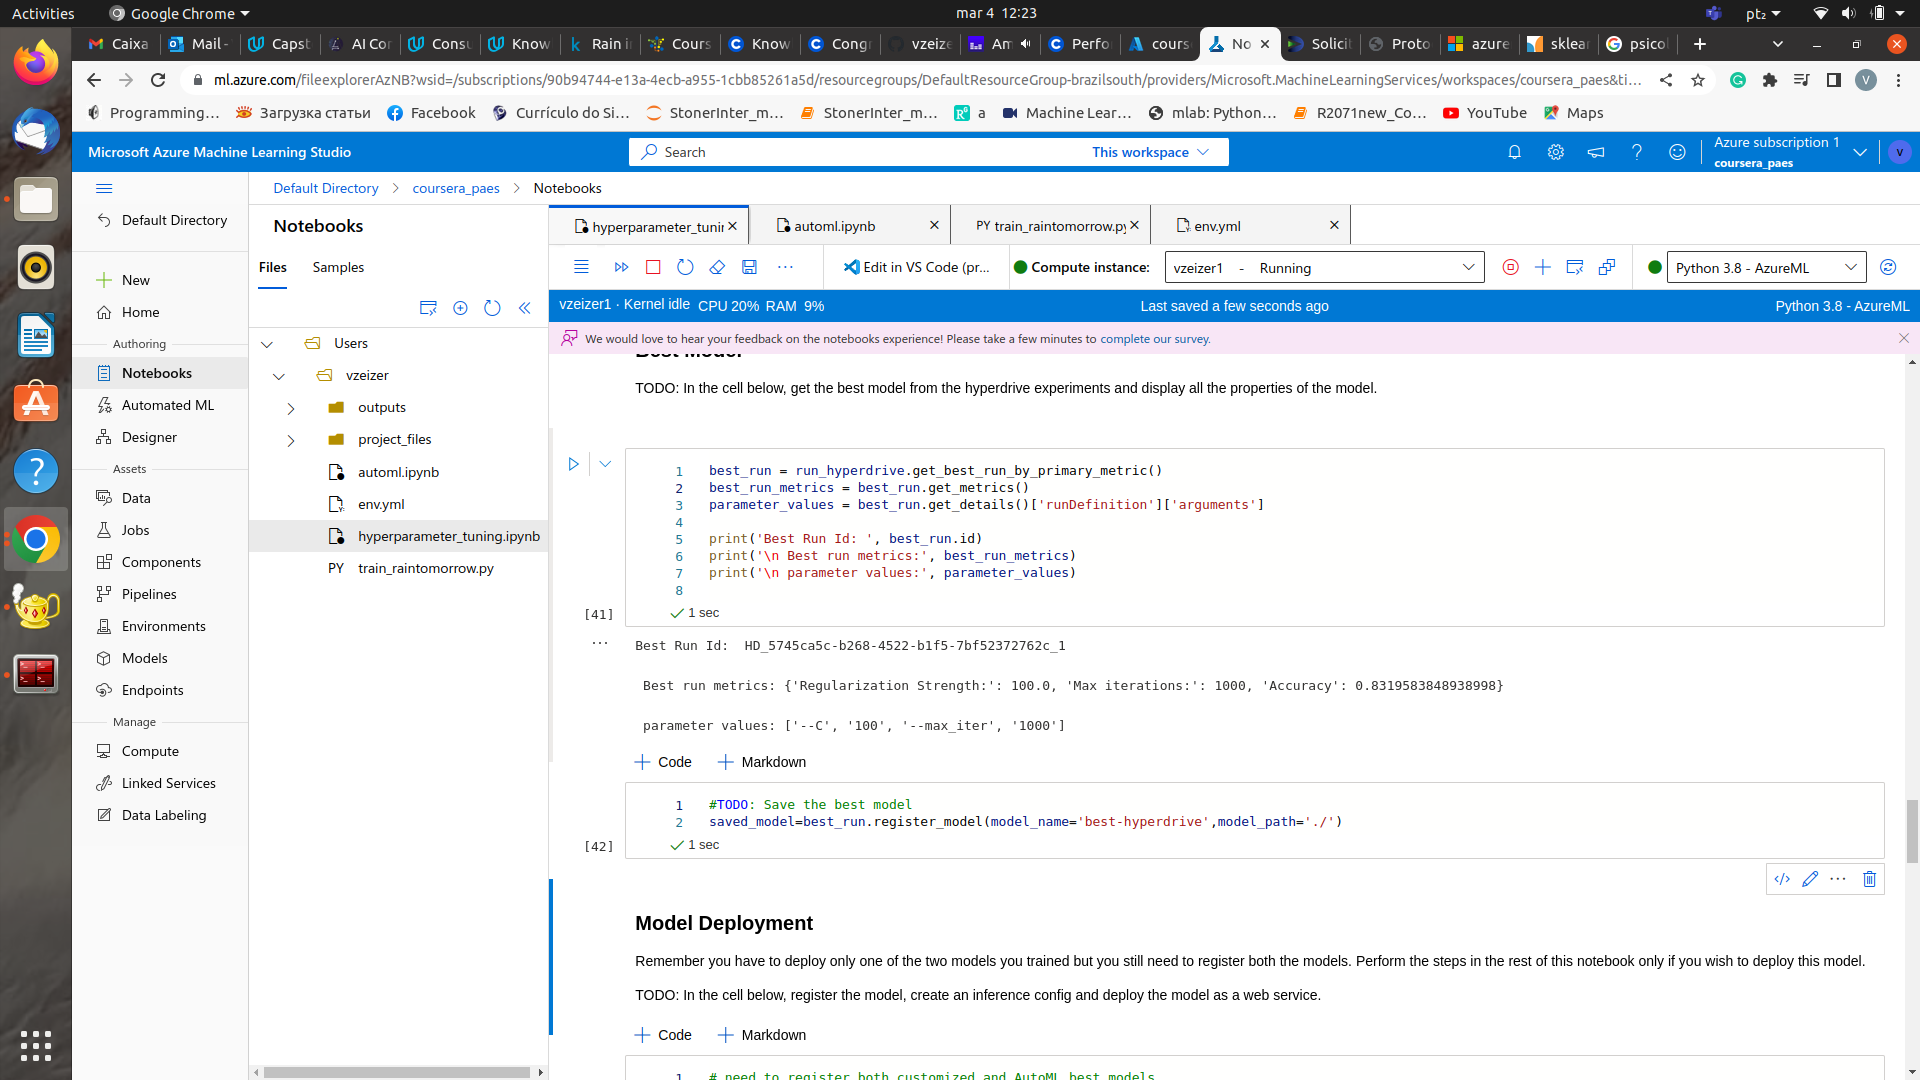 Activities
Google Chrome
mar 4 12:23
pt₂
Caixa
Mail -
Capst
AI Cor
Consu
Know
Rain i
Cours
Know
Congr
vzeize
Am
Perfo
cours
No
Solicit
Proto
azure
sklear
psicol
ml.azure.com/fileexplorerAzNB?wsid=/subscriptions/90b94744-e13a-4ecb-a955-1cbb85261a5d/resourcegroups/DefaultResourceGroup-brazilsouth/providers/Microsoft.MachineLearningServices/workspaces/coursera_paes&ti...
V
Programming...
Загрузка статьи
Facebook
Currículo do Si...
StonerInter_m...
StonerInter_m...
a
Machine Lear...
mlab: Python...
R2071new_Co...
YouTube
Maps
Microsoft Azure Machine Learning Studio
Search
This workspace
Azure subscription 1
coursera_paes
V
Default Directory
coursera_paes
Notebooks
Default Directory
New
Home
Authoring
Notebooks
Automated ML
Designer
Assets
Data
Jobs
Components
Pipelines
Environments
Models
Endpoints
Manage
Compute
Linked Services
Data Labeling
Notebooks
Files
Samples
Users
vzeizer
outputs
project_files
automl.ipynb
env.yml
hyperparameter_tuning.ipynb
PY train_raintomorrow.py
hyperparameter_tunin
automl.ipynb
PY train_raintomorrow.py
env.yml
Edit in VS Code (pr...
Compute instance:
vzeizer1 - Running
Python 3.8 - AzureML
vzeizer1 · Kernel idle CPU 20% RAM 9%
Last saved a few seconds ago
Python 3.8 - AzureML
We would love to hear your feedback on the notebooks experience! Please take a few minutes to complete our survey.
Best Model
TODO: In the cell below, get the best model from the hyperdrive experiments and display all the properties of the model.
1 best_run = run_hyperdrive.get_best_run_by_primary_metric()
2 best_run_metrics = best_run.get_metrics()
3 parameter_values = best_run.get_details()['runDefinition']['arguments']
4
5 print('Best Run Id: ', best_run.id)
6 print('\n Best run metrics:', best_run_metrics)
7 print('\n parameter values:', parameter_values)
8
[41]
1 sec
Best Run Id: HD_5745ca5c-b268-4522-b1f5-7bf52372762c_1
Best run metrics: {'Regularization Strength:': 100.0, 'Max iterations:': 1000, 'Accuracy': 0.8319583848938998}
parameter values: ['--C', '100', '--max_iter', '1000']
Code
Markdown
1 #TODO: Save the best model
2 saved_model=best_run.register_model(model_name='best-hyperdrive',model_path='./')
[42]
1 sec
Model Deployment
Remember you have to deploy only one of the two models you trained but you still need to register both the models. Perform the steps in the rest of this notebook only if you wish to deploy this model.
TODO: In the cell below, register the model, create an inference config and deploy the model as a web service.
Code
Markdown
1 # need to register both customized and AutoML best models